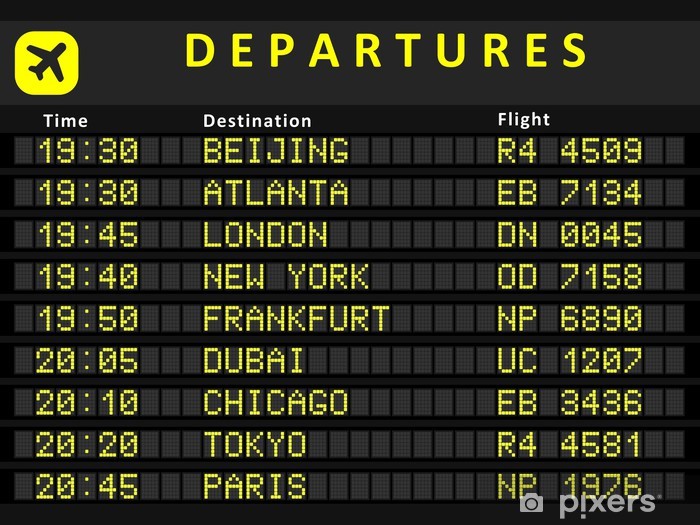 DEPARTURES
Time Destination Flight
19:30 BEIJING R4 4509
19:30 ATLANTA EB 7134
19:45 LONDON DN 0045
19:40 NEW YORK OD 7158
19:50 FRANKFURT NP 6890
20:05 DUBAI UC 1207
20:10 CHICAGO EB 3436
20:20 TOKYO R4 4581
20:45 PARIS NP 1976
pixers